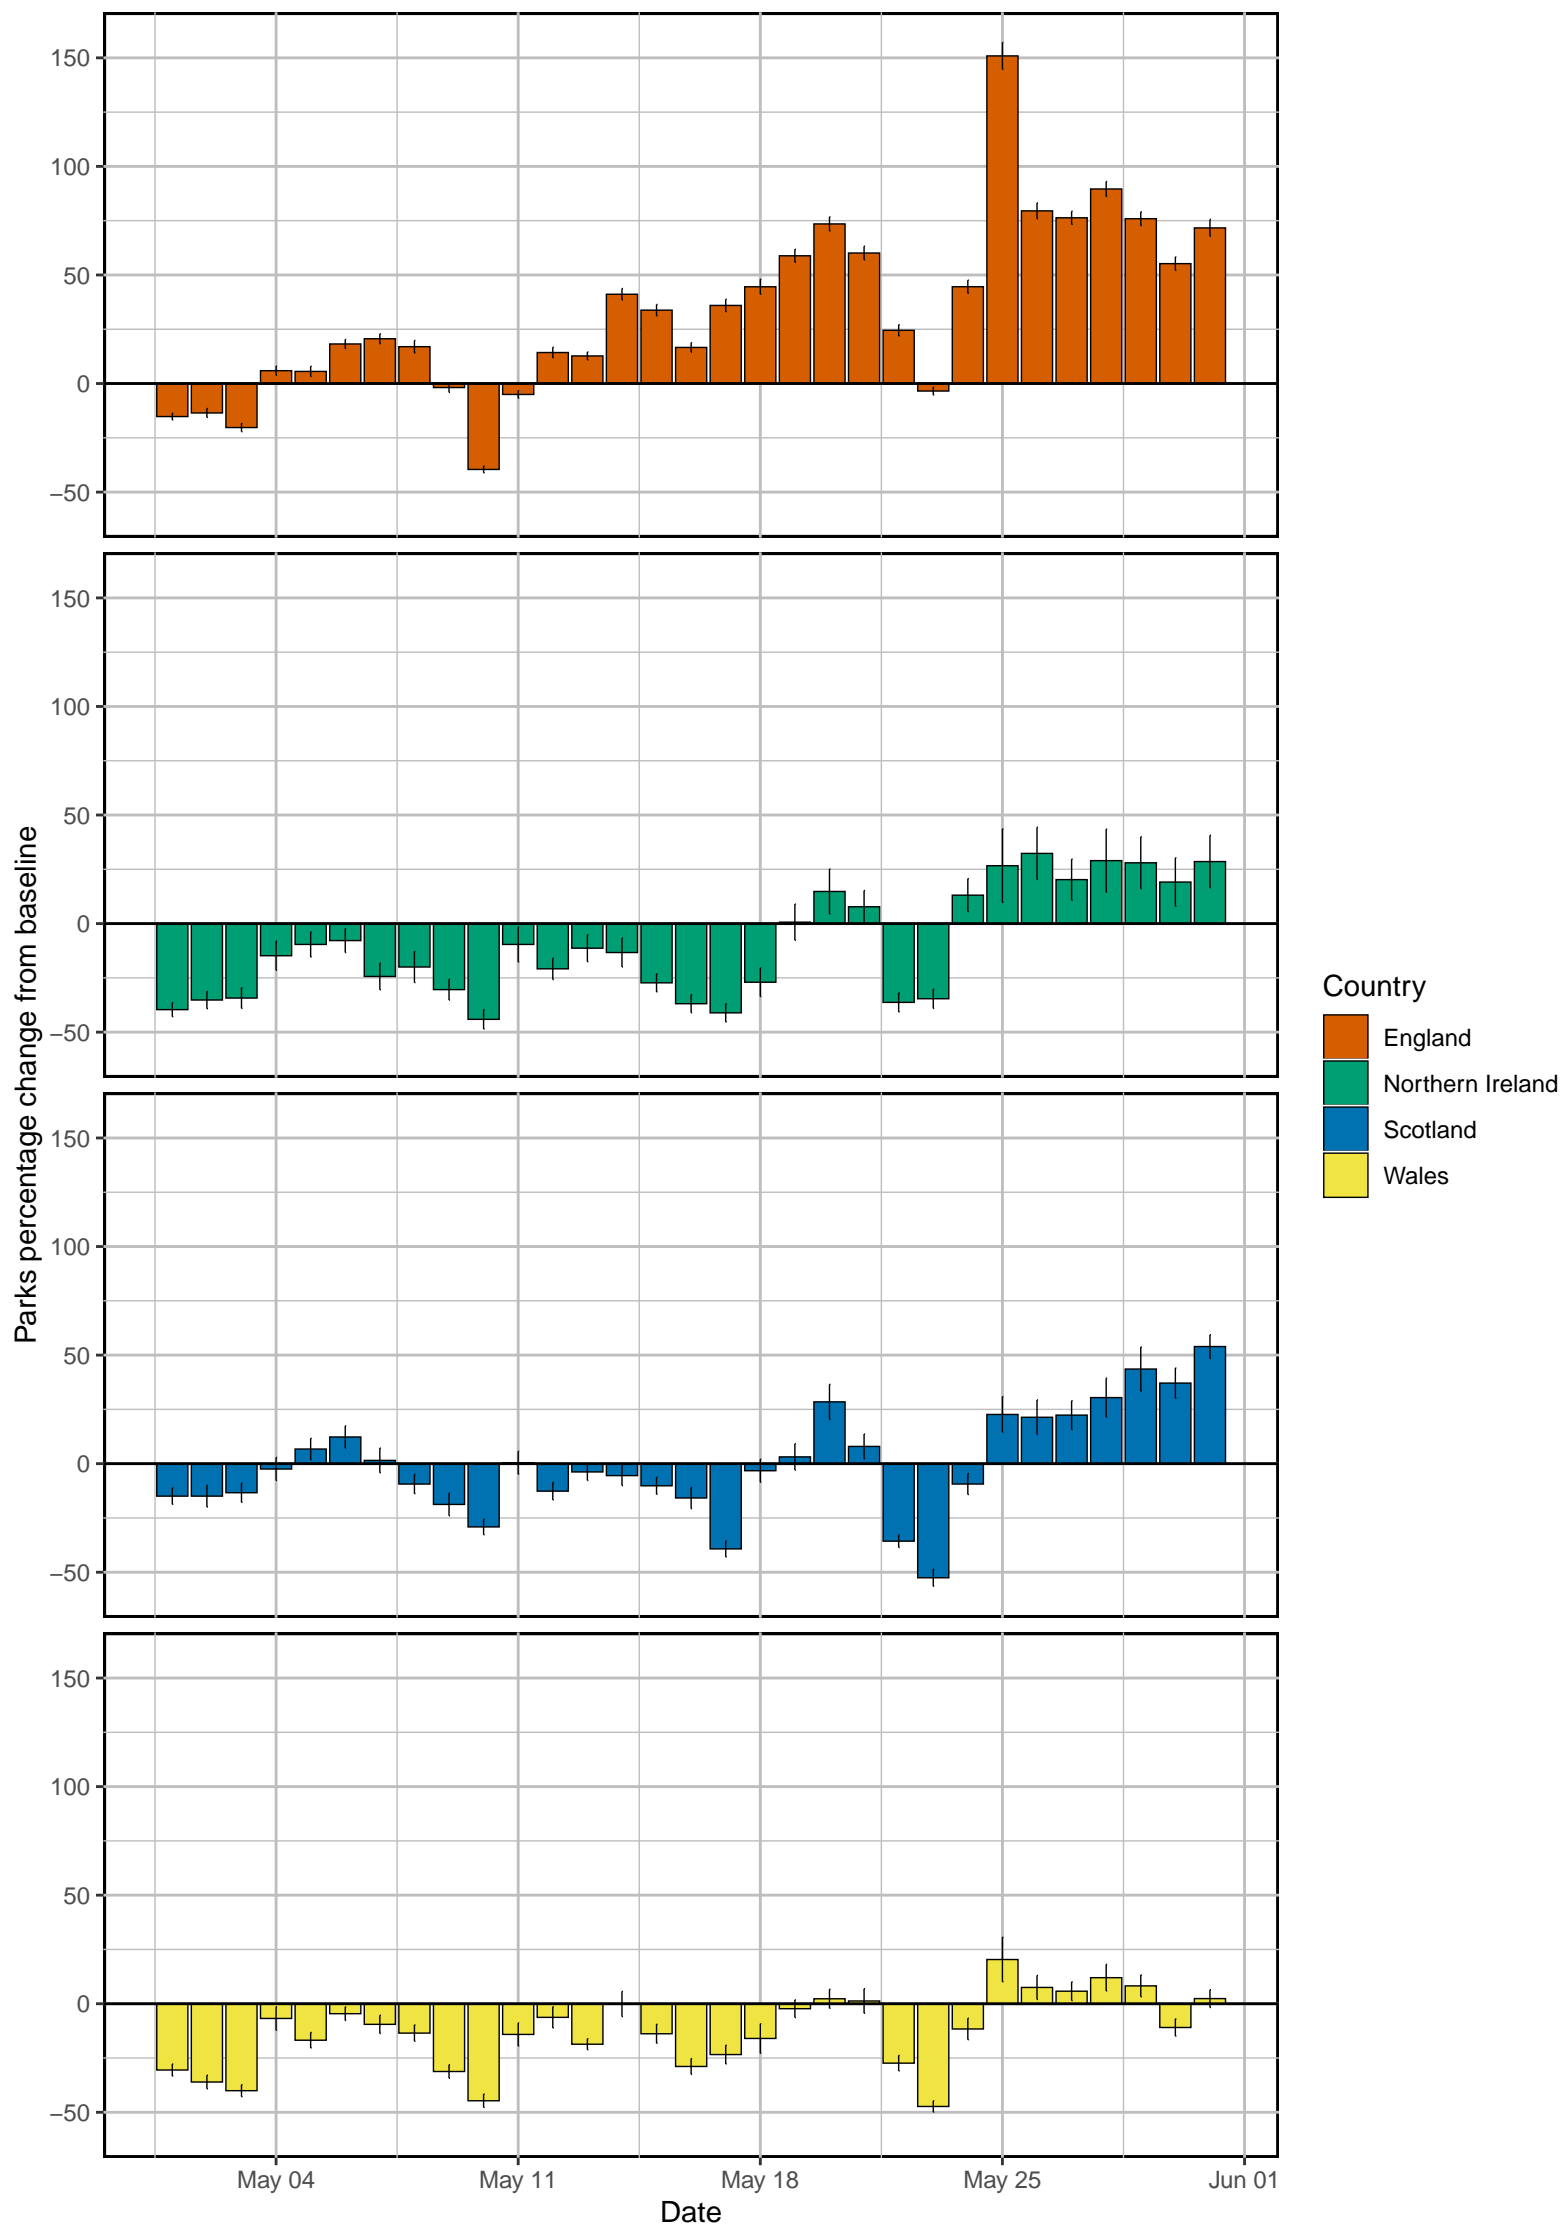 150
100
50
0
−50
150
100
50
0
−50
150
100
50
0
−50
150
100
50
0
−50
May 04
May 11
May 18
May 25
Jun 01
Date
Parks percentage change from baseline
Country
England
Northern Ireland
Scotland
Wales